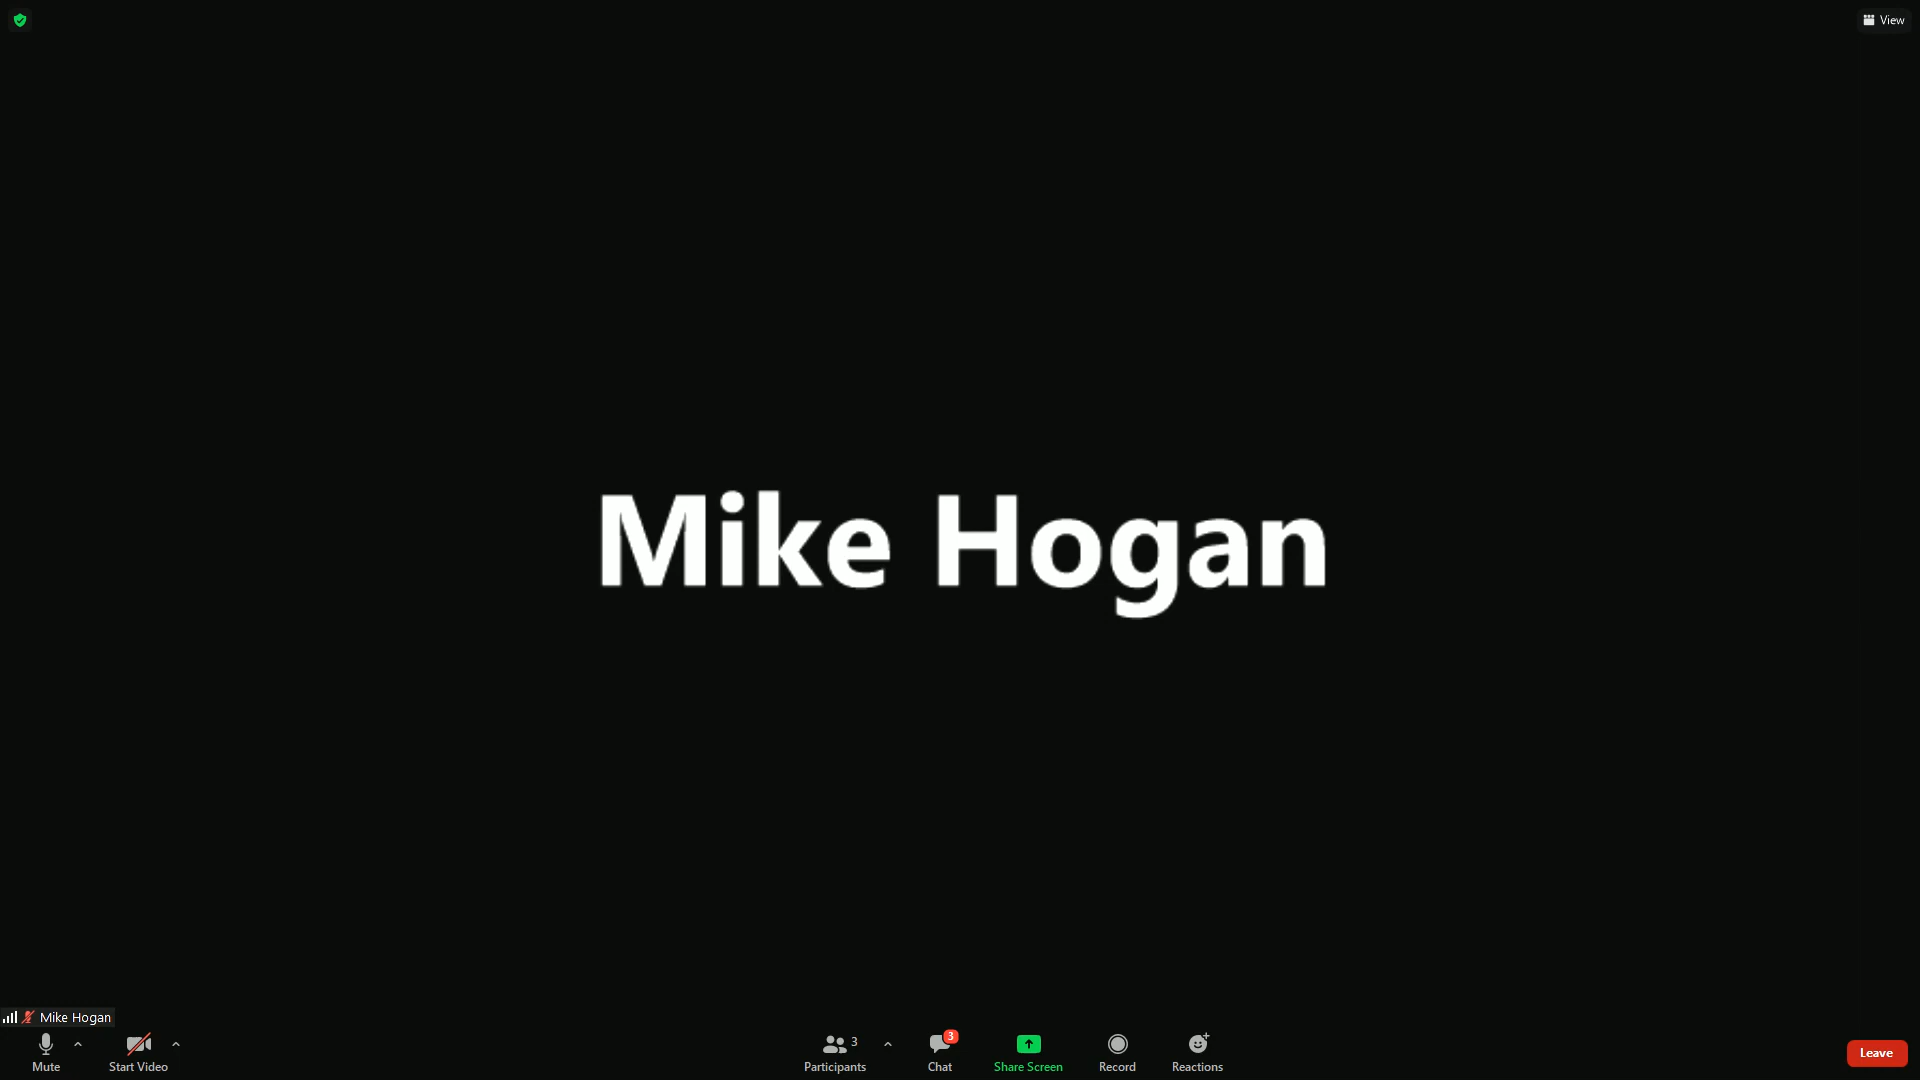 View
Mike Hogan
Mike Hogan
Mute
Start Video
3
Participants
3
Chat
Share Screen
Record
Reactions
Leave